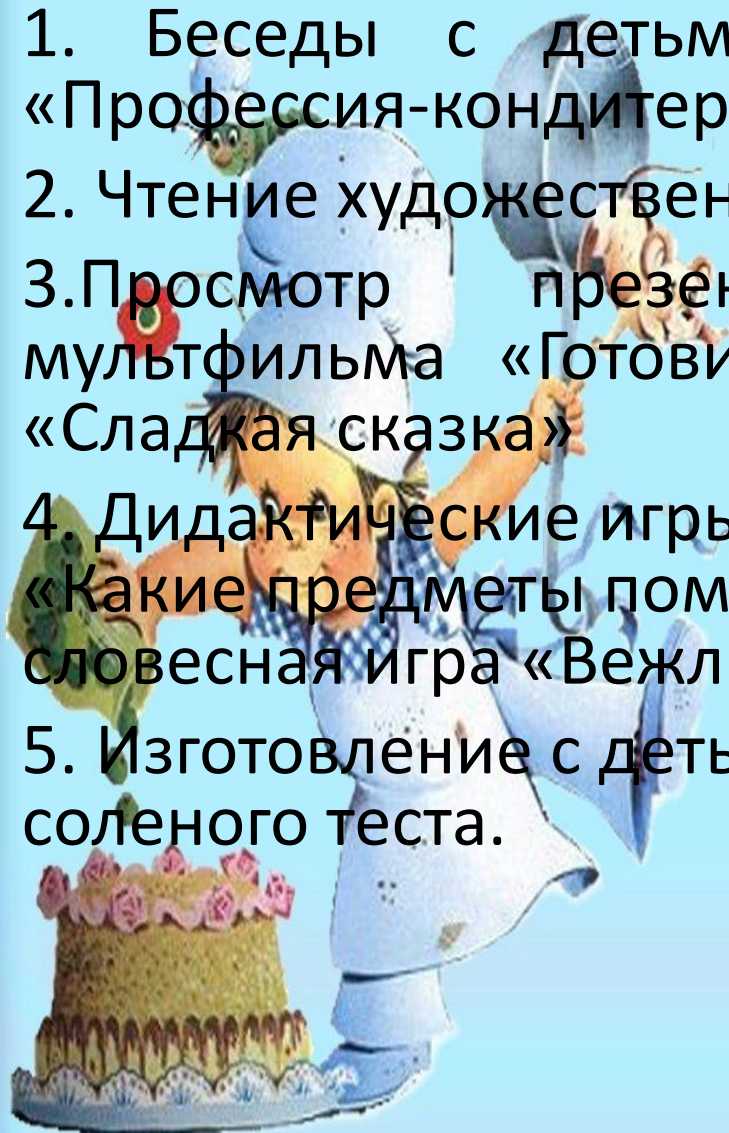 1. Беседы с детьм
«Профессия-кондитер
2. Чтение художествен
3.Просмотр презен
мультфильма «Готови
«Сладкая сказка»
4. Дидактические игры
«Какие предметы пом
словесная игра «Вежл
5. Изготовление с деть
соленого теста.